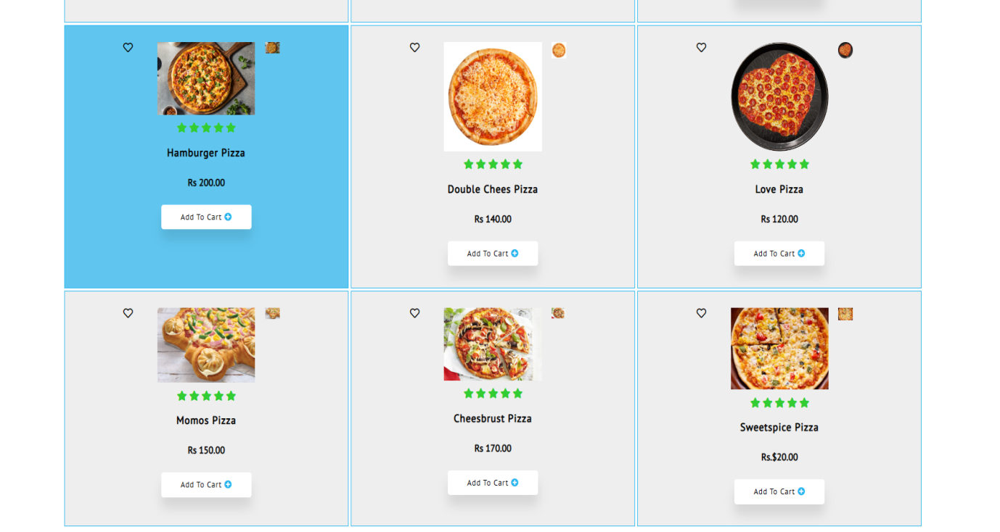 Hamburger Pizza
Rs 200.00
Add To Cart
Double Chees Pizza
Rs 140.00
Add To Cart
Love Pizza
Rs 120.00
Add To Cart
Momos Pizza
Rs 150.00
Add To Cart
Cheesbrust Pizza
Rs 170.00
Add To Cart
Sweetspice Pizza
Rs.$20.00
Add To Cart